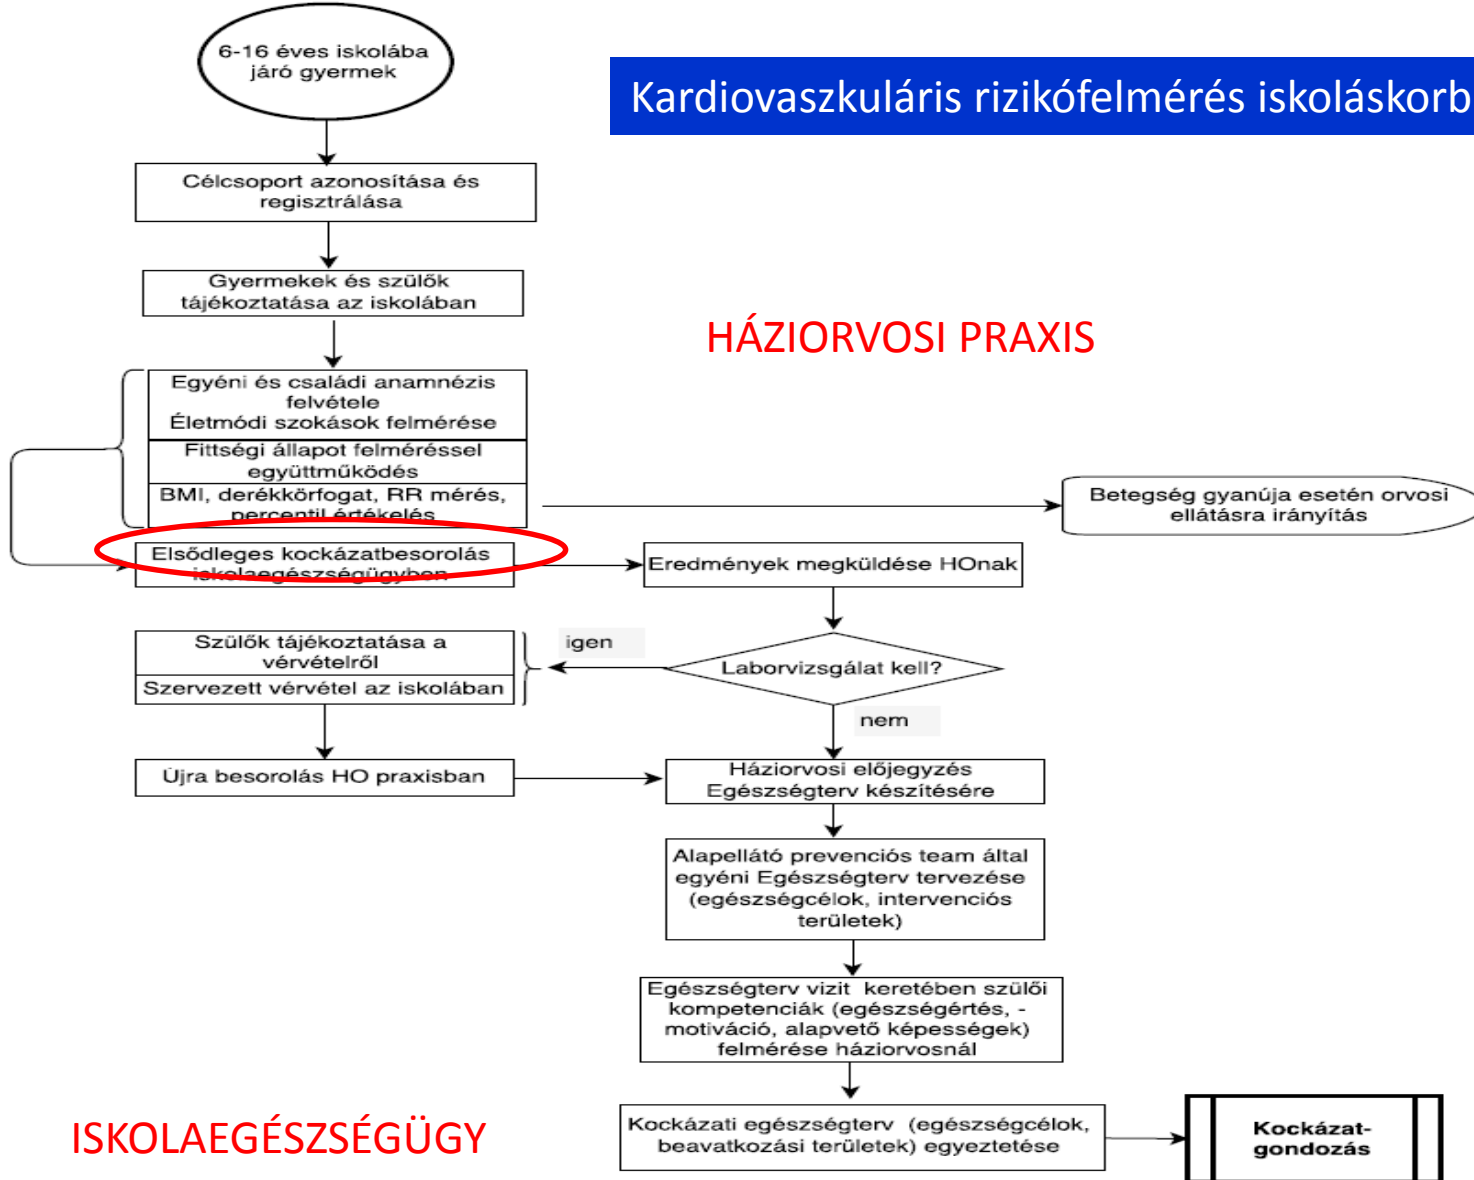 6-16 éves iskolába
járó gyermek
Kardiovaszkuláris rizikófelmérés iskoláskorb
Célcsoport azonosítása és
regisztrálása
Gyermekek és szülők
tájékoztatása az iskolában
HÁZIORVOSI PRAXIS
Egyéni és családi anamnézis
felvétele
Életmódi szokások felmérése
Fittségi állapot felméréssel
együttműködés
BMI, derékkörfogat, RR mérés,
percentil értékelés
Betegség gyanúja esetén orvosi
ellátásra irányítás
Elsődleges kockázatbesorolás
iskolaegészségügyben
Eredmények megküldése HOnak
Szülők tájékoztatása a
vérvételről
Szervezett vérvétel az iskolában
igen
Laborvizsgálat kell?
nem
Újra besorolás HO praxisban
Háziorvosi előjegyzés
Egészségterv készítésére
Alapellátó prevenciós team által
egyéni Egészségterv tervezése
(egészségcélok, intervenciós
területek)
Egészségterv vizit keretében szülői
kompetenciák (egészségértés, -
motiváció, alapvető képességek)
felmérése háziorvosnál
ISKOLAEGÉSZSÉGÜGY
Kockázati egészségterv (egészségcélok,
beavatkozási területek) egyeztetése
Kockázat-
gondozás